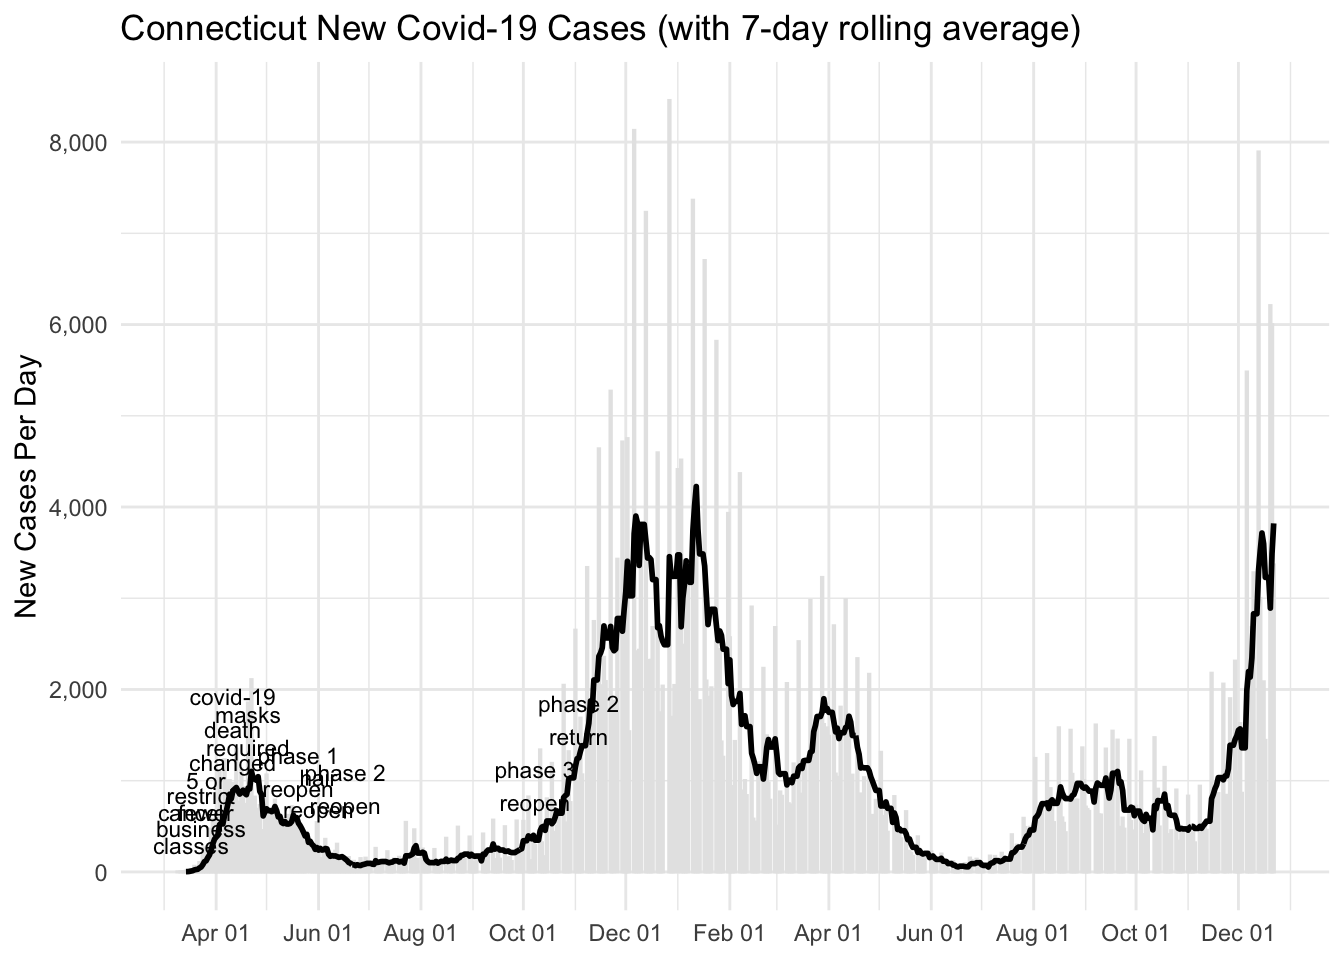 Connecticut New Covid-19 Cases (with 7-day rolling average)
New Cases Per Day
8,000
6,000
4,000
2,000
0
covid-19
masks
death
required
changed
5 or
restrict
fewer
cancel
business
classes
phase 1
reopen
hair
reopen
phase 2
reopen
phase 3
reopen
phase 2
return
Apr 01
Jun 01
Aug 01
Oct 01
Dec 01
Feb 01
Apr 01
Jun 01
Aug 01
Oct 01
Dec 01